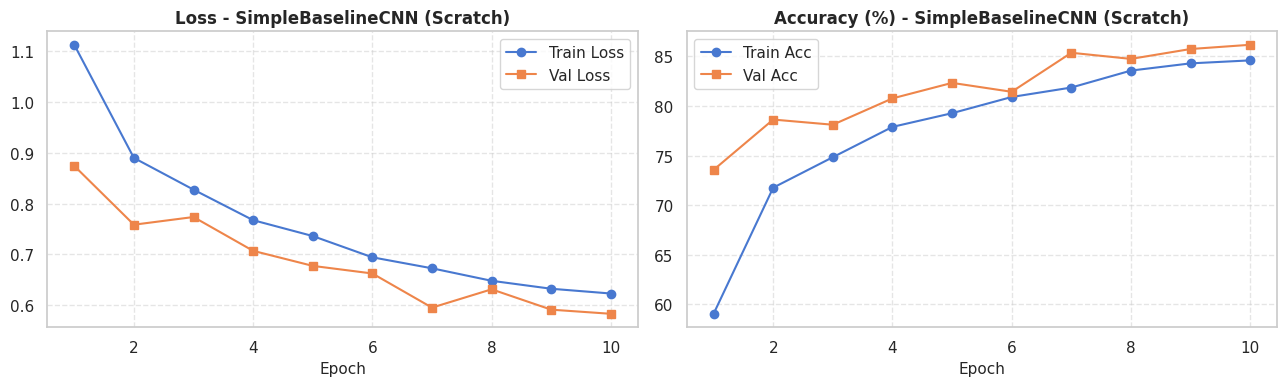 Loss - SimpleBaselineCNN (Scratch)
1.1
1.0
0.9
0.8
0.7
0.6
Train Loss
Val Loss
2 4 6 8 10
Epoch
Accuracy (%) - SimpleBaselineCNN (Scratch)
85
80
75
70
65
60
Train Acc
Val Acc
2 4 6 8 10
Epoch